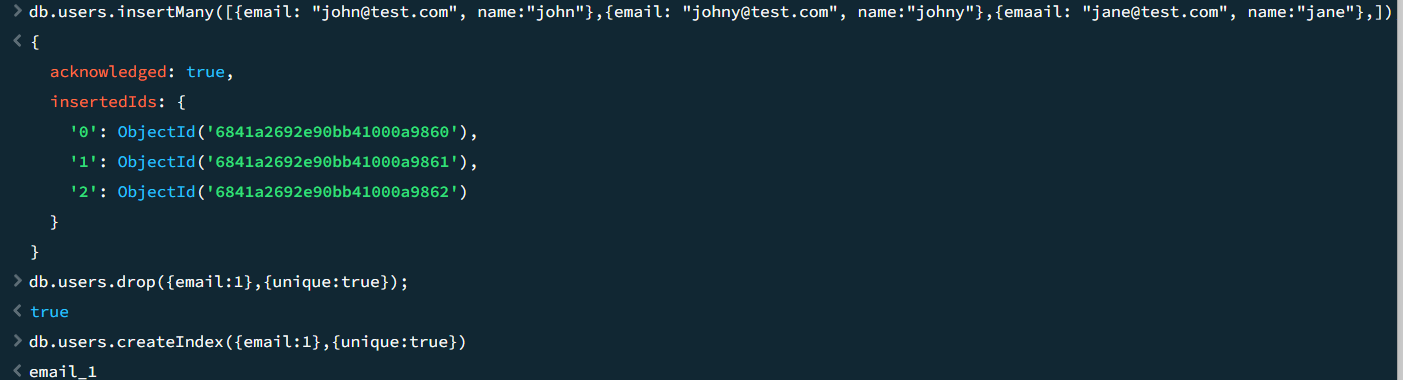 > db.users.insertMany([{email: "john@test.com", name:"john"},{email: "johny@test.com", name:"johny"},{emaail: "jane@test.com", name:"jane"},])
< {
acknowledged: true,
insertedIds: {
'0': ObjectId('6841a2692e90bb41000a9860'),
'1': ObjectId('6841a2692e90bb41000a9861'),
'2': ObjectId('6841a2692e90bb41000a9862')
}
}
> db.users.drop({email:1},{unique:true});
< true
> db.users.createIndex({email:1},{unique:true})
< email_1